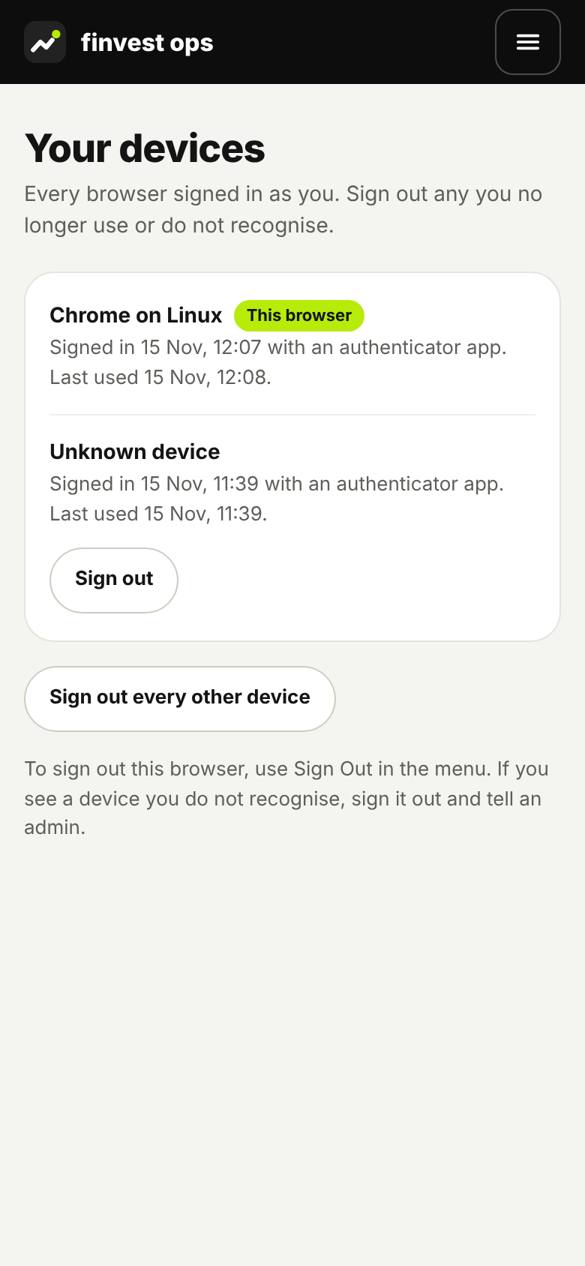 finvest ops
Your devices
Every browser signed in as you. Sign out any you no
longer use or do not recognise.
Chrome on Linux This browser
Signed in 15 Nov, 12:07 with an authenticator app.
Last used 15 Nov, 12:08.
Unknown device
Signed in 15 Nov, 11:39 with an authenticator app.
Last used 15 Nov, 11:39.
Sign out
Sign out every other device
To sign out this browser, use Sign Out in the menu. If you
see a device you do not recognise, sign it out and tell an
admin.